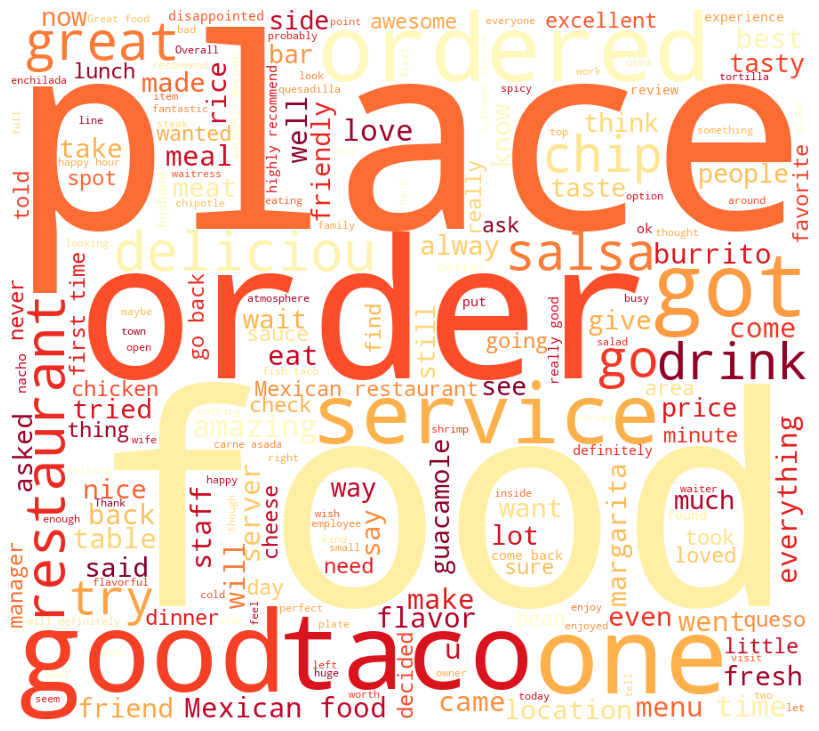 now
Great food
disappointed
side
awesome
excellent
experience
great
bad
point
everyone
probably
ordered
best
Overall
bar
recommend
look
work
used
tasty
enchilada
lunch
made
rice
quesadilla
tortilla
place
item
fantastic
highly recommend
well
love
know
spicy
review
full
line
wanted
steak
friendly
top
think
something
take
happy hour
waitress
meal
chip
people
favorite
told
spot
husband
meat
chipotle
eating
really
taste
option
around
family
ask
ok
thought
looking
deliciou
alway
salsa
burrito
never
first time
go back
order
atmosphere
put
busy
got
maybe
wait
find
still
going
give
come
town
sauce
really good
salad
open
fish taco
eat
go
drink
nacho
restaurant
chicken
Mexican restaurant
see
area
tried
check
service
price
nothing
asked
thing
amazing
minute
wife
carne asada
shrimp
definitely
everything
food
right
way
nice
happy
inside
waiter
much
Thank
staff
cheese
wish
want
back
server
employee
guacamole
lot
found
enough
though
kind
say
took
table
small
come back
margarita
loved
said
will
need
sure
manager
flavorful
cold
day
try
perfect
make
enjoy
will definitely
dinner
feel
plate
flavor
bean
enjoyed
even
went
queso
good
taco
one
u
little
left
visit
huge
owner
decided
fresh
seem
worth
today
tell
two
friend
Mexican food
came
location
menu
time
let